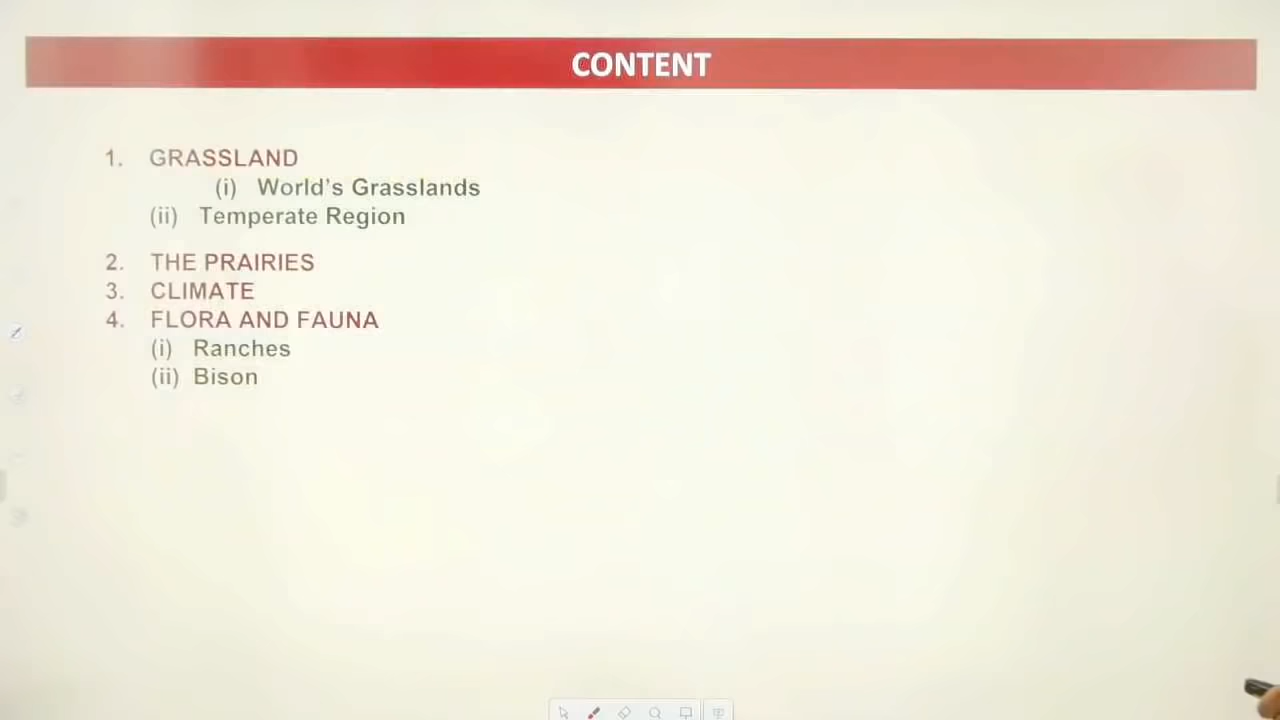 CONTENT
1. GRASSLAND
(i) World's Grasslands
(ii) Temperate Region
2. THE PRAIRIES
3. CLIMATE
4. FLORA AND FAUNA
(i) Ranches
(ii) Bison